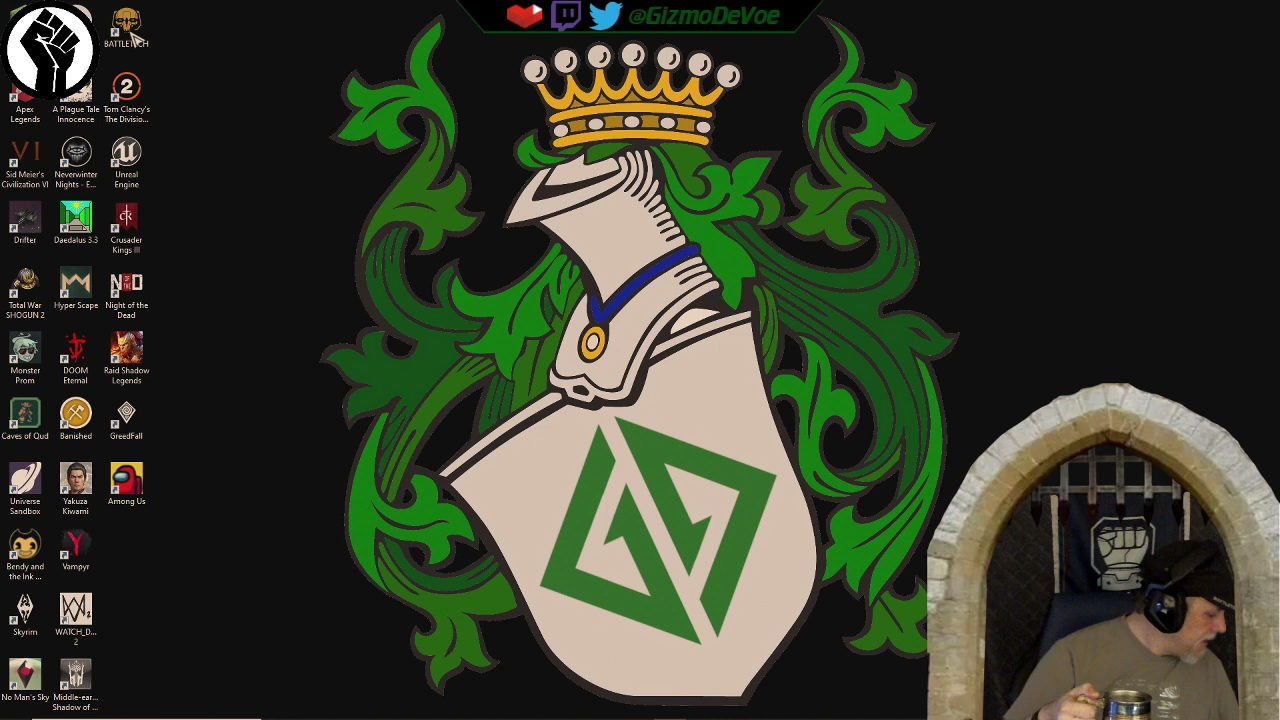 @GizmoDeVoe
BATTLETECH
Apex
Legends
A Plague Tale
Innocence
2
Tom Clancy's
The Divisio...
VI
Sid Meier's
Civilization VI
Neverwinter
Nights - E...
Unreal
Engine
Drifter
Daedalus 3.3
ck
Crusader
Kings III
Total War
SHOGUN 2
Hyper Scape
Night of the
Dead
Monster
Prom
DOOM
Eternal
Raid Shadow
Legends
Caves of Qud
Banished
GreedFall
Universe
Sandbox
Yakuza
Kiwami
Among Us
Bendy and
the Ink ...
Vampyr
Skyrim
WATCH_D...
2
No Man's Sky
Middle-ear...
Shadow of ...